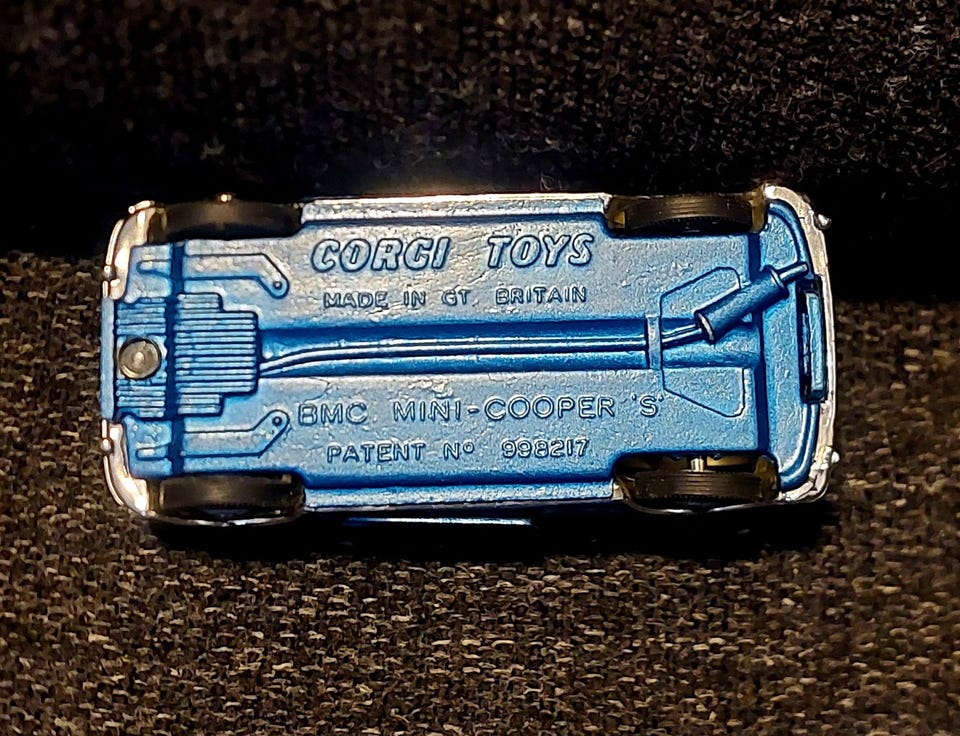 CORGI TOYS
MADE IN GT. BRITAIN
BMC MINI-COOPER 'S'
PATENT Nº 998217